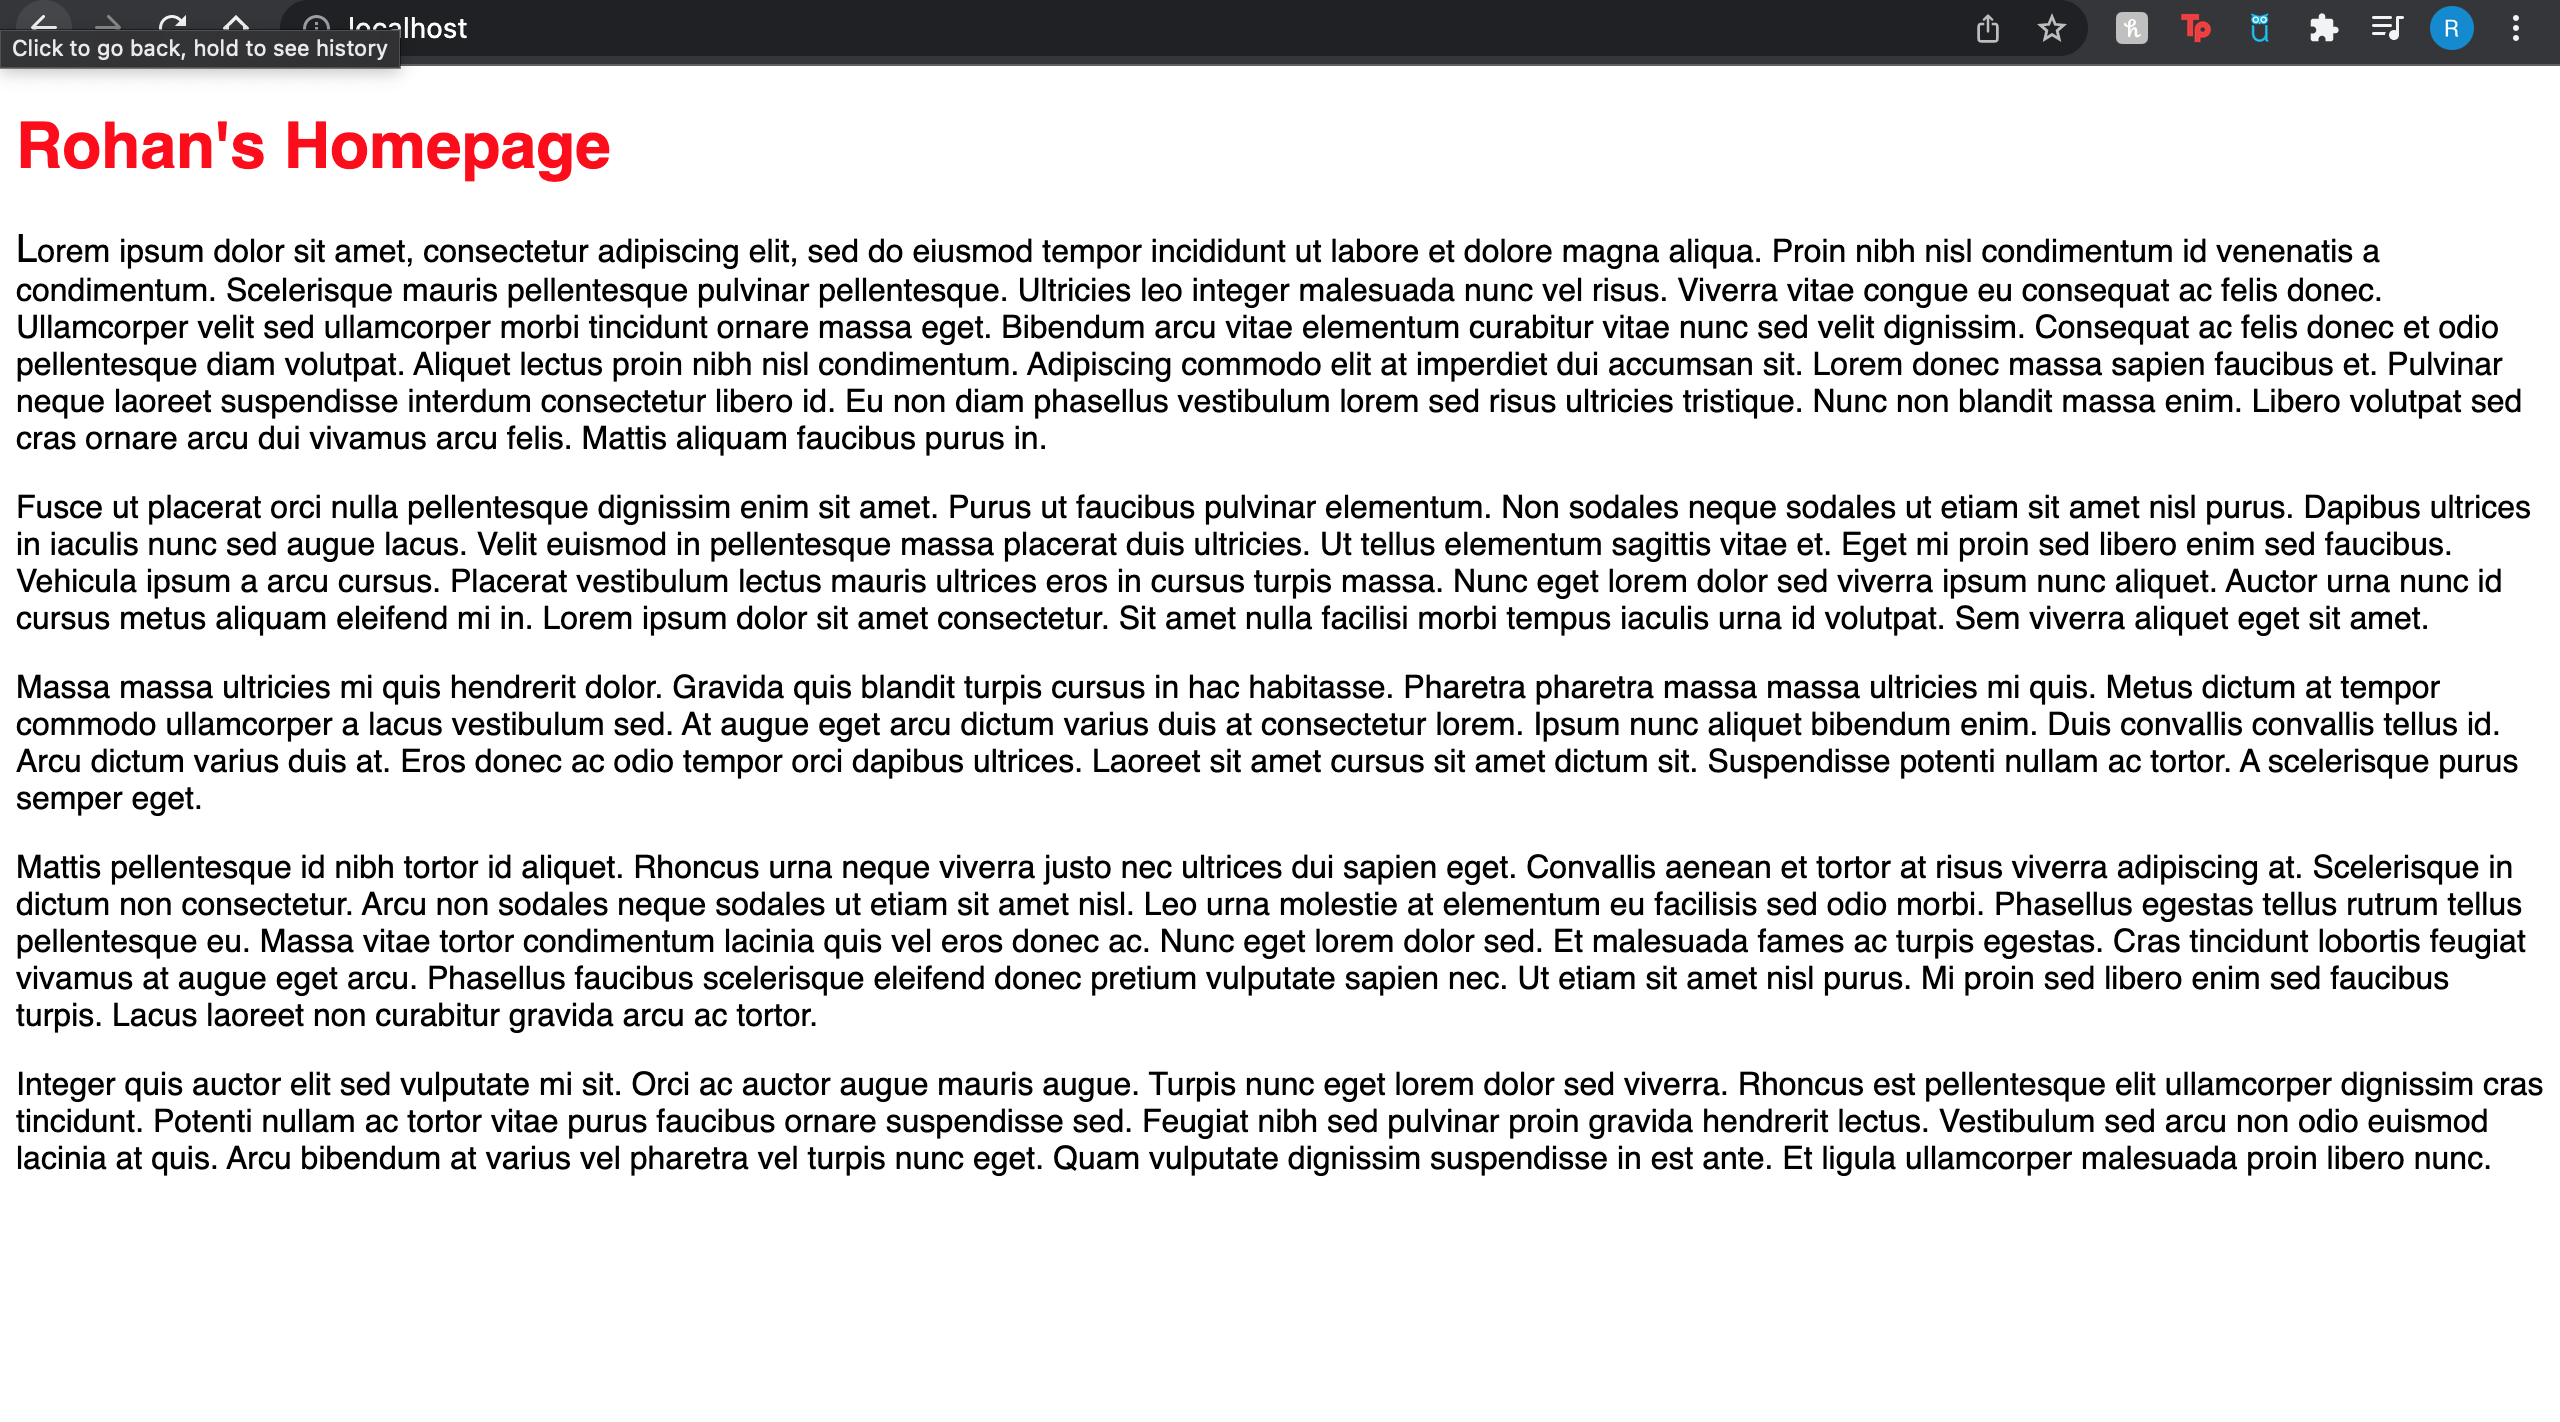 localhost
Click to go back, hold to see history
R
Rohan's Homepage
Lorem ipsum dolor sit amet, consectetur adipiscing elit, sed do eiusmod tempor incididunt ut labore et dolore magna aliqua. Proin nibh nisl condimentum id venenatis a
condimentum. Scelerisque mauris pellentesque pulvinar pellentesque. Ultricies leo integer malesuada nunc vel risus. Viverra vitae congue eu consequat ac felis donec.
Ullamcorper velit sed ullamcorper morbi tincidunt ornare massa eget. Bibendum arcu vitae elementum curabitur vitae nunc sed velit dignissim. Consequat ac felis donec et odio
pellentesque diam volutpat. Aliquet lectus proin nibh nisl condimentum. Adipiscing commodo elit at imperdiet dui accumsan sit. Lorem donec massa sapien faucibus et. Pulvinar
neque laoreet suspendisse interdum consectetur libero id. Eu non diam phasellus vestibulum lorem sed risus ultricies tristique. Nunc non blandit massa enim. Libero volutpat sed
cras ornare arcu dui vivamus arcu felis. Mattis aliquam faucibus purus in.
Fusce ut placerat orci nulla pellentesque dignissim enim sit amet. Purus ut faucibus pulvinar elementum. Non sodales neque sodales ut etiam sit amet nisl purus. Dapibus ultrices
in iaculis nunc sed augue lacus. Velit euismod in pellentesque massa placerat duis ultricies. Ut tellus elementum sagittis vitae et. Eget mi proin sed libero enim sed faucibus.
Vehicula ipsum a arcu cursus. Placerat vestibulum lectus mauris ultrices eros in cursus turpis massa. Nunc eget lorem dolor sed viverra ipsum nunc aliquet. Auctor urna nunc id
cursus metus aliquam eleifend mi in. Lorem ipsum dolor sit amet consectetur. Sit amet nulla facilisi morbi tempus iaculis urna id volutpat. Sem viverra aliquet eget sit amet.
Massa massa ultricies mi quis hendrerit dolor. Gravida quis blandit turpis cursus in hac habitasse. Pharetra pharetra massa massa ultricies mi quis. Metus dictum at tempor
commodo ullamcorper a lacus vestibulum sed. At augue eget arcu dictum varius duis at consectetur lorem. Ipsum nunc aliquet bibendum enim. Duis convallis convallis tellus id.
Arcu dictum varius duis at. Eros donec ac odio tempor orci dapibus ultrices. Laoreet sit amet cursus sit amet dictum sit. Suspendisse potenti nullam ac tortor. A scelerisque purus
semper eget.
Mattis pellentesque id nibh tortor id aliquet. Rhoncus urna neque viverra justo nec ultrices dui sapien eget. Convallis aenean et tortor at risus viverra adipiscing at. Scelerisque in
dictum non consectetur. Arcu non sodales neque sodales ut etiam sit amet nisl. Leo urna molestie at elementum eu facilisis sed odio morbi. Phasellus egestas tellus rutrum tellus
pellentesque eu. Massa vitae tortor condimentum lacinia quis vel eros donec ac. Nunc eget lorem dolor sed. Et malesuada fames ac turpis egestas. Cras tincidunt lobortis feugiat
vivamus at augue eget arcu. Phasellus faucibus scelerisque eleifend donec pretium vulputate sapien nec. Ut etiam sit amet nisl purus. Mi proin sed libero enim sed faucibus
turpis. Lacus laoreet non curabitur gravida arcu ac tortor.
Integer quis auctor elit sed vulputate mi sit. Orci ac auctor augue mauris augue. Turpis nunc eget lorem dolor sed viverra. Rhoncus est pellentesque elit ullamcorper dignissim cras
tincidunt. Potenti nullam ac tortor vitae purus faucibus ornare suspendisse sed. Feugiat nibh sed pulvinar proin gravida hendrerit lectus. Vestibulum sed arcu non odio euismod
lacinia at quis. Arcu bibendum at varius vel pharetra vel turpis nunc eget. Quam vulputate dignissim suspendisse in est ante. Et ligula ullamcorper malesuada proin libero nunc.